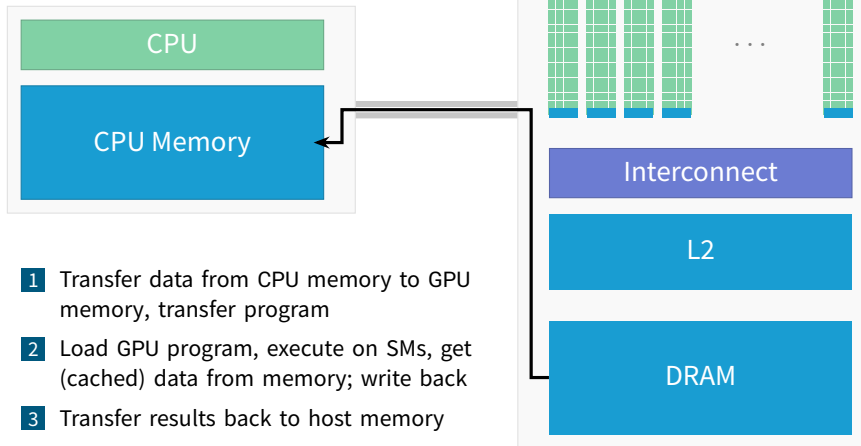 CPU
CPU Memory
. . .
Interconnect
L2
DRAM
1 Transfer data from CPU memory to GPU
memory, transfer program
2 Load GPU program, execute on SMs, get
(cached) data from memory; write back
3 Transfer results back to host memory